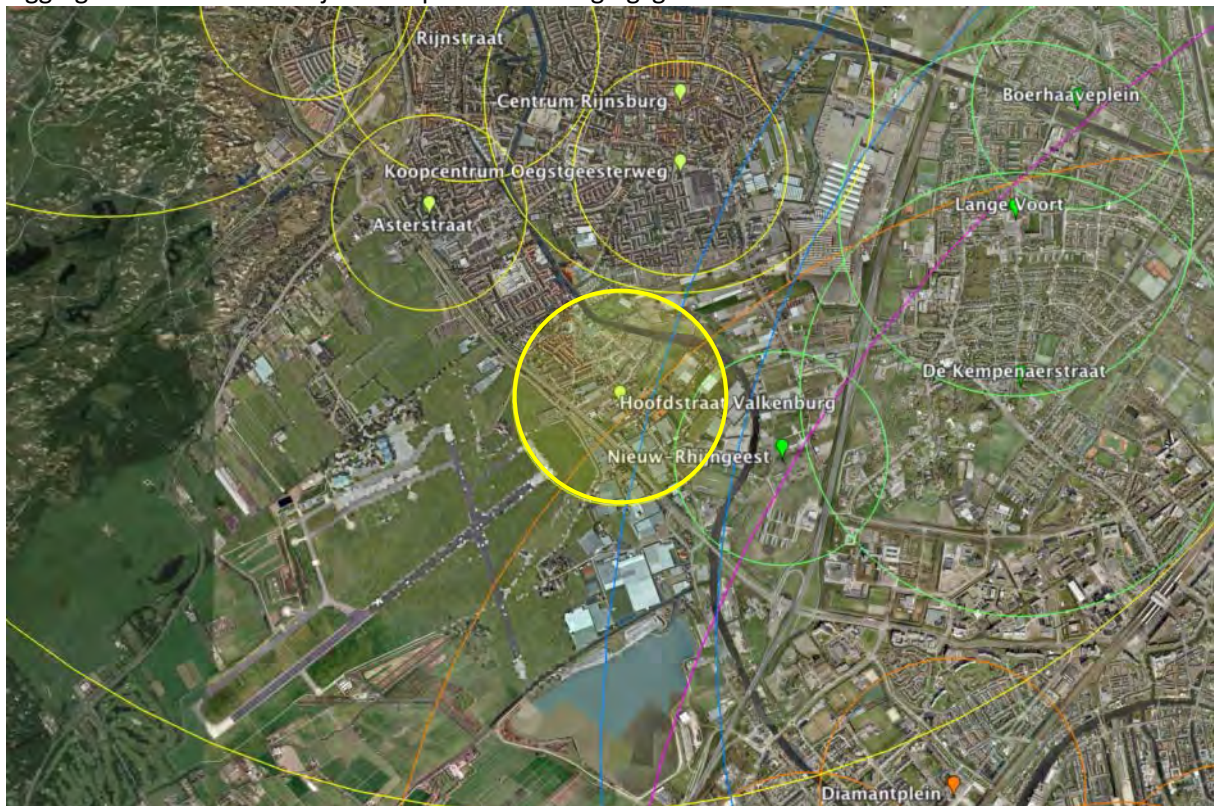 Rijnstraat
Centrum Rijnsburg
Boerhaaveplein
Koopcentrum Oegstgeesterweg
Lange Voort
Asterstraat
De Kempenaerstraat
Hoofdstraat Valkenburg
Nieuw-Rhijngeest
Diamantplein